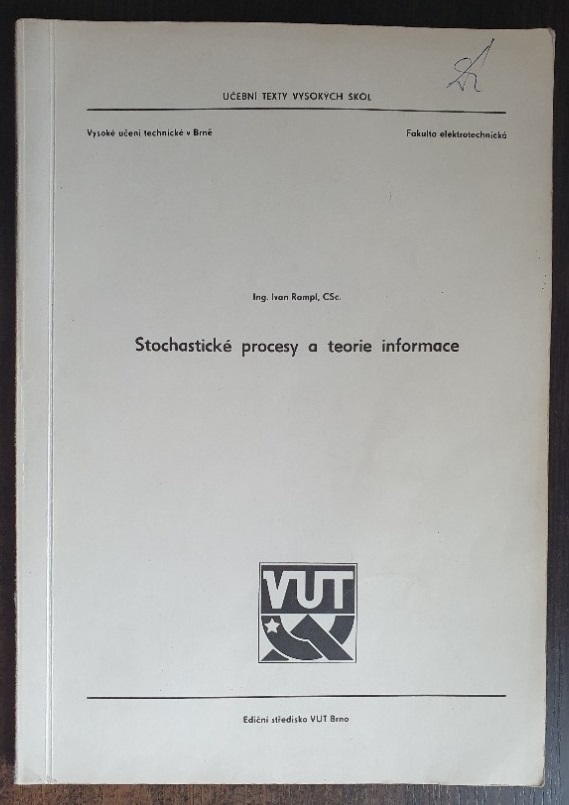 UČEBNÍ TEXTY VYSOKÝCH ŠKOL
Vysoké učení technické v Brně
Fakulta elektrotechnická
Ing. Ivan Rampl, CSc.
Stochastické procesy a teorie informace
VUT
Ediční středisko VUT Brno